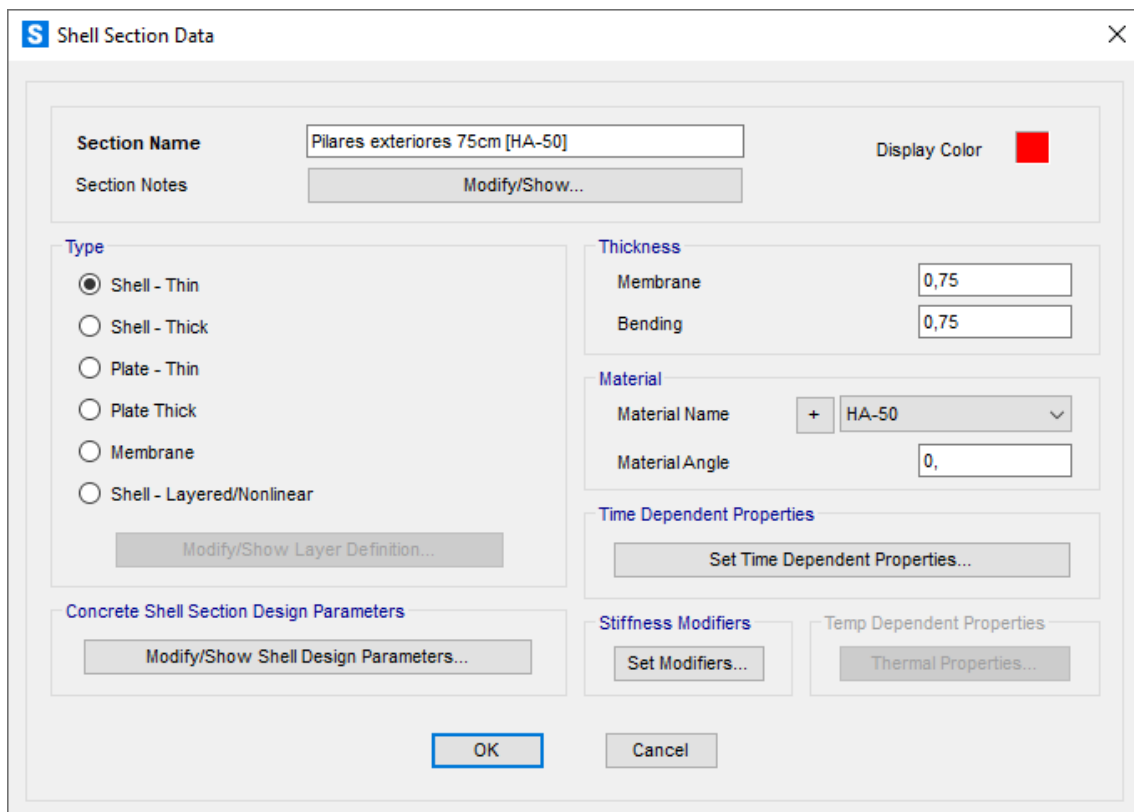 S Shell Section Data
Section Name Pilares exteriores 75cm [HA-50] Display Color
Section Notes Modify/Show...
Type
Shell - Thin
Shell - Thick
Plate - Thin
Plate Thick
Membrane
Shell - Layered/Nonlinear
Modify/Show Layer Definition...
Concrete Shell Section Design Parameters
Modify/Show Shell Design Parameters...
Thickness
Membrane 0,75
Bending 0,75
Material
Material Name + HA-50
Material Angle 0,
Time Dependent Properties
Set Time Dependent Properties...
Stiffness Modifiers
Set Modifiers...
Temp Dependent Properties
Thermal Properties...
OK Cancel